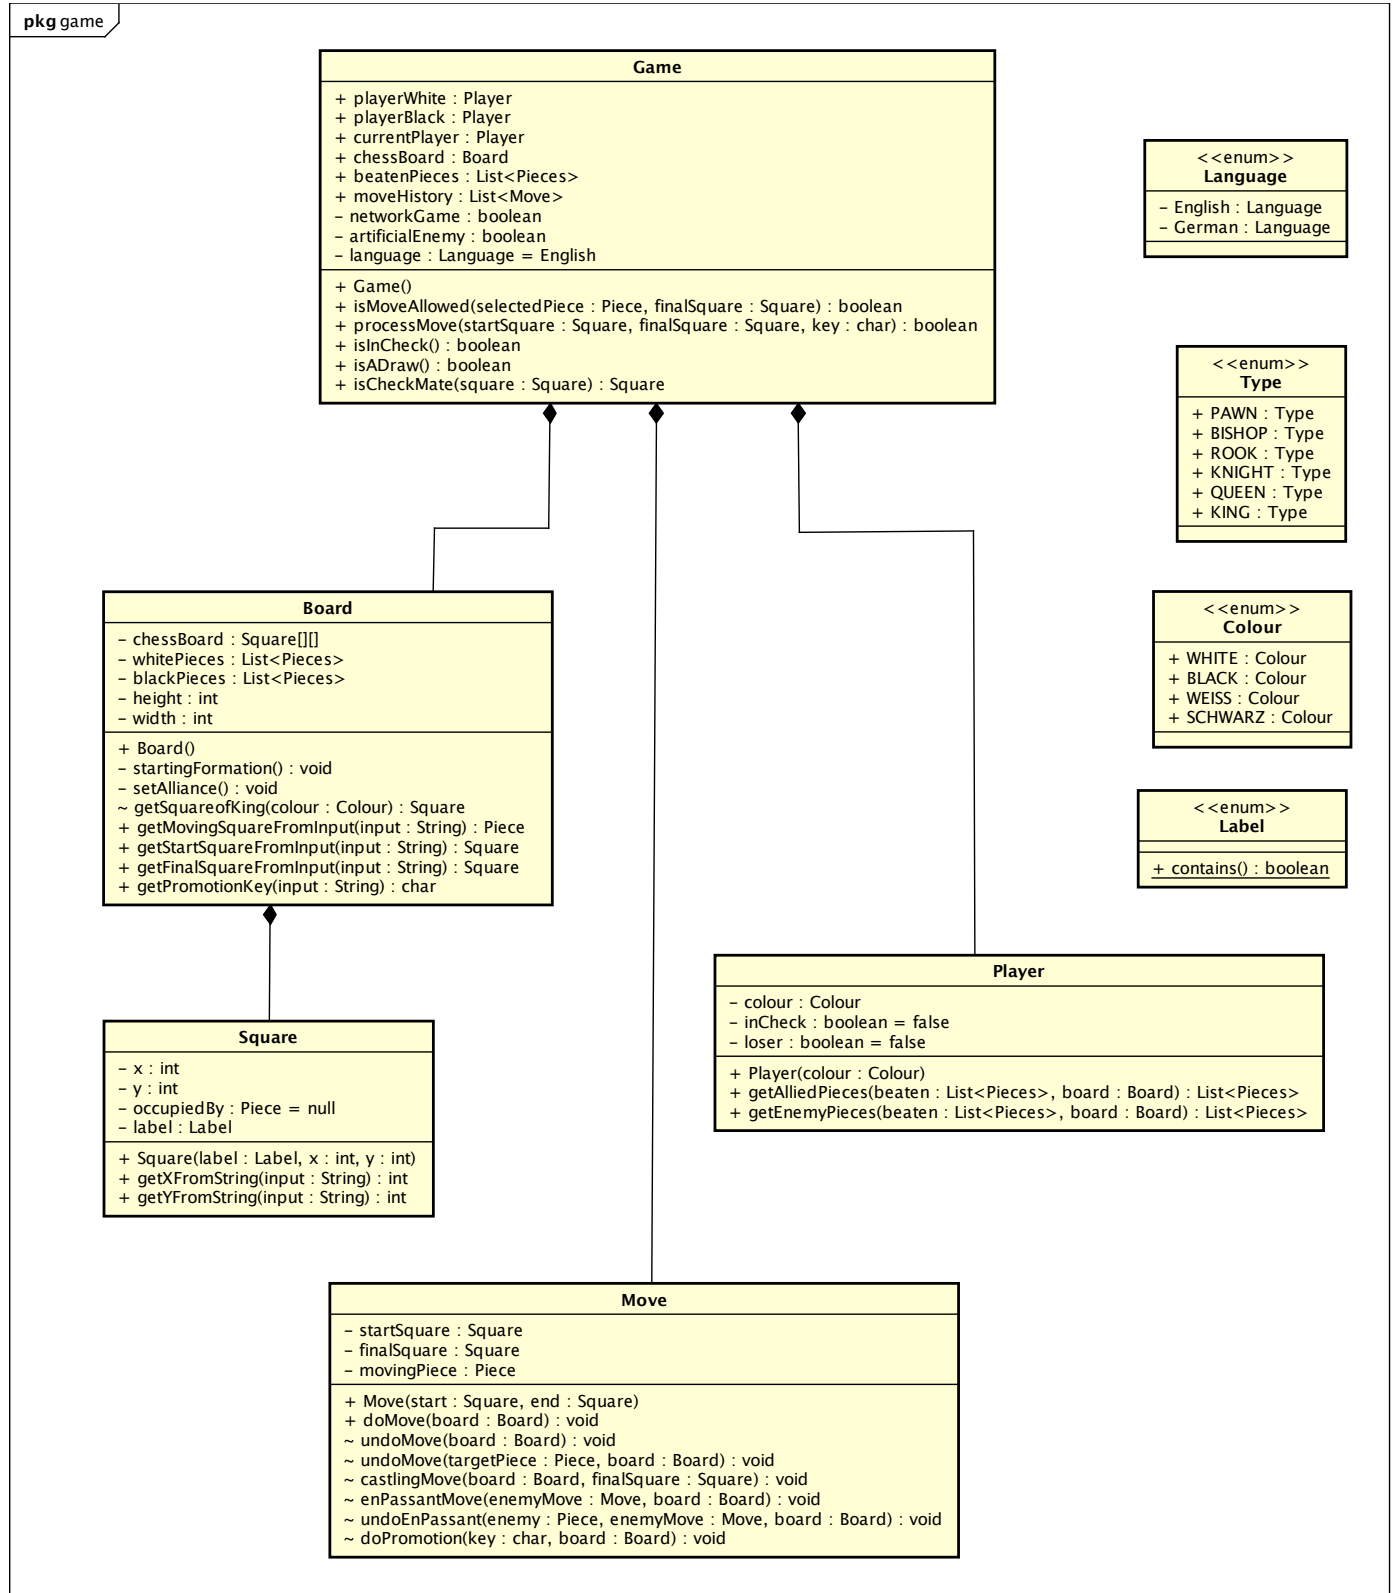 pkg game
Game
+ playerWhite : Player
+ playerBlack : Player
+ currentPlayer : Player
+ chessBoard : Board
+ beatenPieces : List<Pieces>
+ moveHistory : List<Move>
– networkGame : boolean
– artificialEnemy : boolean
– language : Language = English
+ Game()
+ isMoveAllowed(selectedPiece : Piece, finalSquare : Square) : boolean
+ processMove(startSquare : Square, finalSquare : Square, key : char) : boolean
+ isInCheck() : boolean
+ isADraw() : boolean
+ isCheckMate(square : Square) : Square
<<enum>>
Language
– English : Language
– German : Language
<<enum>>
Type
+ PAWN : Type
+ BISHOP : Type
+ ROOK : Type
+ KNIGHT : Type
+ QUEEN : Type
+ KING : Type
<<enum>>
Colour
+ WHITE : Colour
+ BLACK : Colour
+ WEISS : Colour
+ SCHWARZ : Colour
<<enum>>
Label
+ contains() : boolean
Board
– chessBoard : Square[][]
– whitePieces : List<Pieces>
– blackPieces : List<Pieces>
– height : int
– width : int
+ Board()
– startingFormation() : void
– setAlliance() : void
~ getSquareofKing(colour : Colour) : Square
+ getMovingSquareFromInput(input : String) : Piece
+ getStartSquareFromInput(input : String) : Square
+ getFinalSquareFromInput(input : String) : Square
+ getPromotionKey(input : String) : char
Player
– colour : Colour
– inCheck : boolean = false
– loser : boolean = false
+ Player(colour : Colour)
+ getAlliedPieces(beaten : List<Pieces>, board : Board) : List<Pieces>
+ getEnemyPieces(beaten : List<Pieces>, board : Board) : List<Pieces>
Square
– x : int
– y : int
– occupiedBy : Piece = null
– label : Label
+ Square(label : Label, x : int, y : int)
+ getXFromString(input : String) : int
+ getYFromString(input : String) : int
Move
– startSquare : Square
– finalSquare : Square
– movingPiece : Piece
+ Move(start : Square, end : Square)
+ doMove(board : Board) : void
~ undoMove(board : Board) : void
~ undoMove(targetPiece : Piece, board : Board) : void
~ castlingMove(board : Board, finalSquare : Square) : void
~ enPassantMove(enemyMove : Move, board : Board) : void
~ undoEnPassant(enemy : Piece, enemyMove : Move, board : Board) : void
~ doPromotion(key : char, board : Board) : void